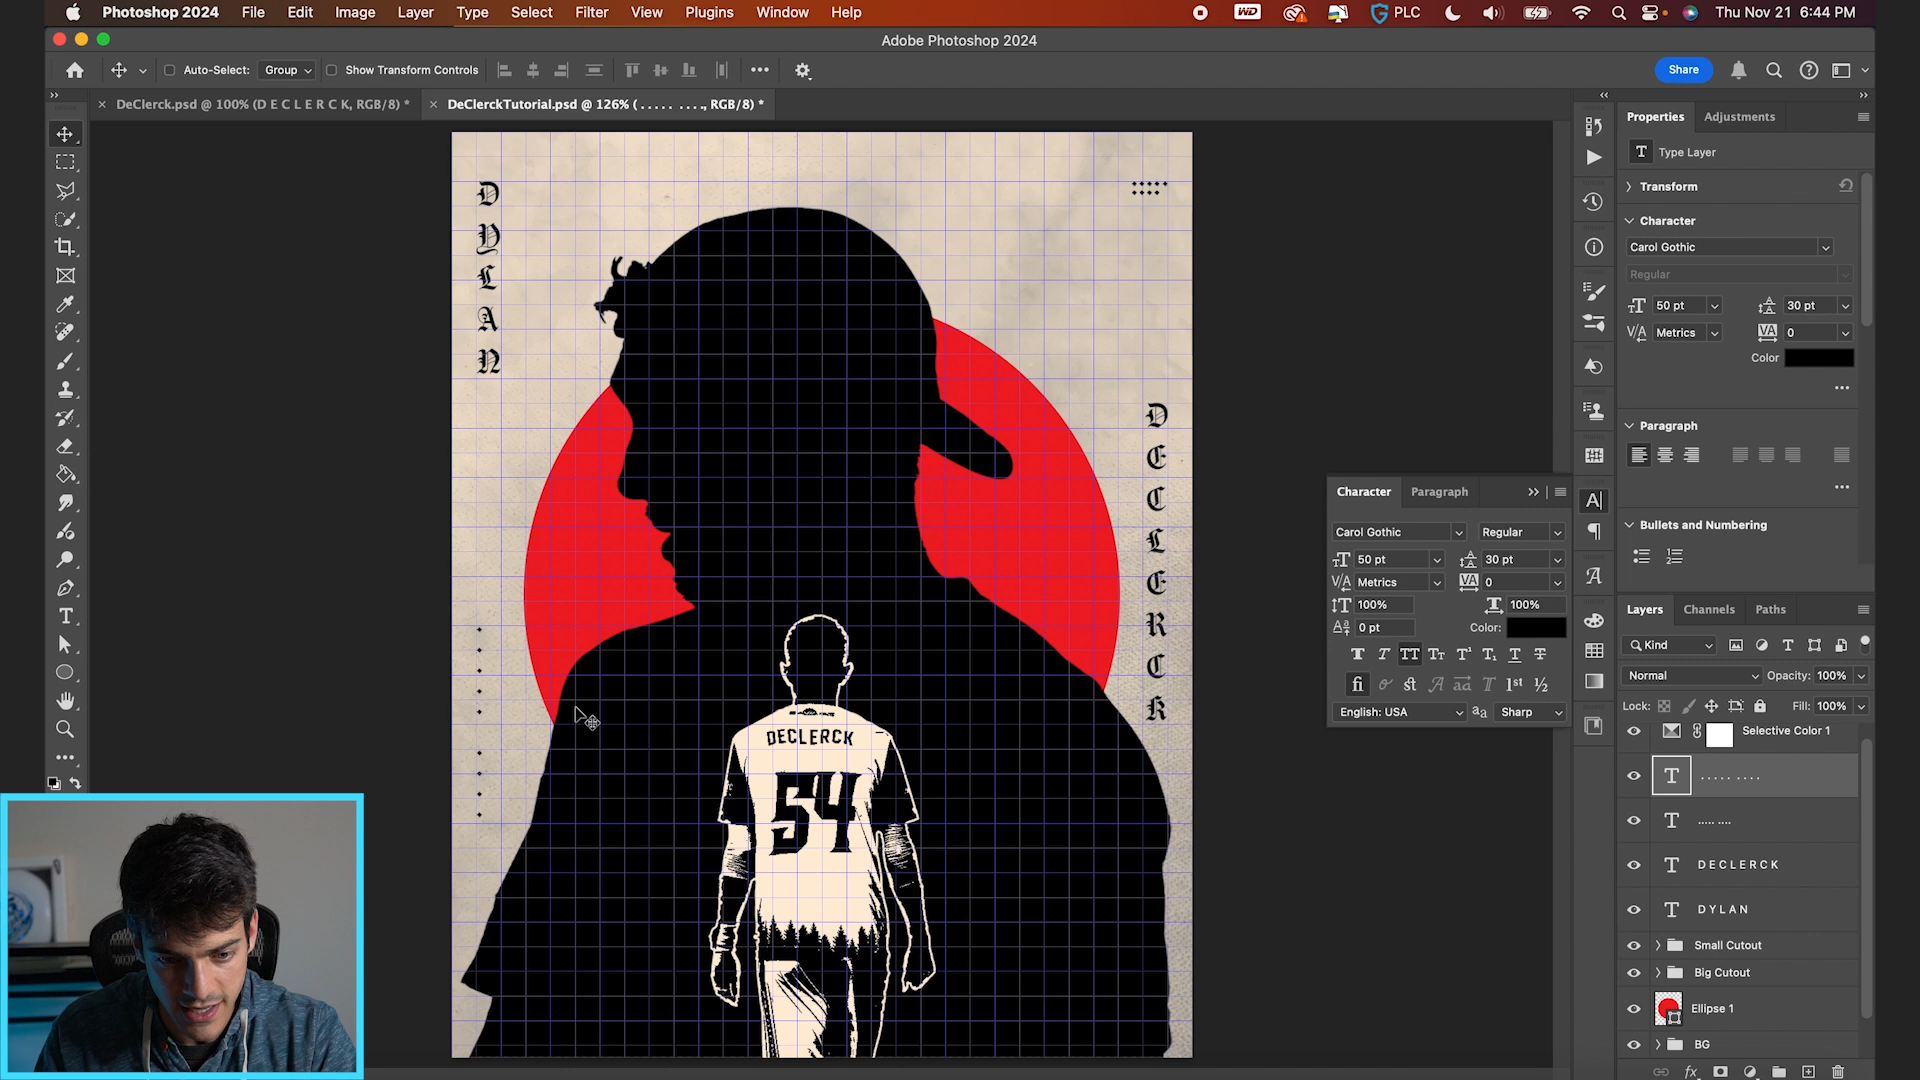 Photoshop 2024 File Edit Image Layer Type Select Filter View Plugins Window Help
WD PLC Thu Nov 21 6:44 PM
Adobe Photoshop 2024
Auto-Select: Group Show Transform Controls
Share
DeClerck.psd @ 100% (D E C L E R C K, RGB/8) *
DeClerckTutorial.psd @ 126% (. . . . . . . . ., RGB/8) *
D
Y
L
A
N
D
E
C
L
E
R
C
K
DECLERCK
54
Character Paragraph
Carol Gothic Regular
50 pt 30 pt
Metrics 0
100% 100%
0 pt Color:
English: USA Sharp
Properties Adjustments
Type Layer
Transform
Character
Carol Gothic
Regular
50 pt 30 pt
Metrics 0
Color
Paragraph
Bullets and Numbering
Layers Channels Paths
Kind
Normal Opacity: 100%
Lock: Fill: 100%
Selective Color 1
. . . . . . . . .
..... ....
D E C L E R C K
D Y L A N
Small Cutout
Big Cutout
Ellipse 1
BG